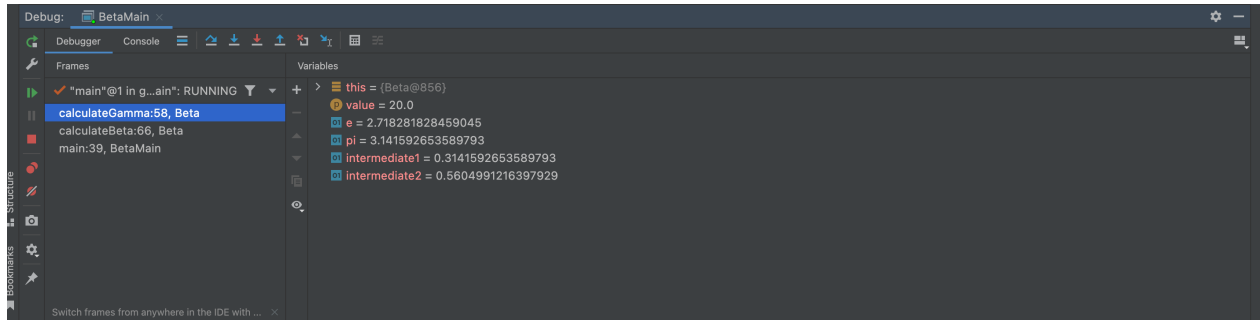 Debug: BetaMain
Debugger Console
Frames
Variables
"main"@1 in g...ain": RUNNING
calculateGamma:58, Beta
calculateBeta:66, Beta
main:39, BetaMain
this = {Beta@856}
value = 20.0
e = 2.718281828459045
pi = 3.141592653589793
intermediate1 = 0.3141592653589793
intermediate2 = 0.5604991216397929
Structure
Bookmarks
Switch frames from anywhere in the IDE with ...